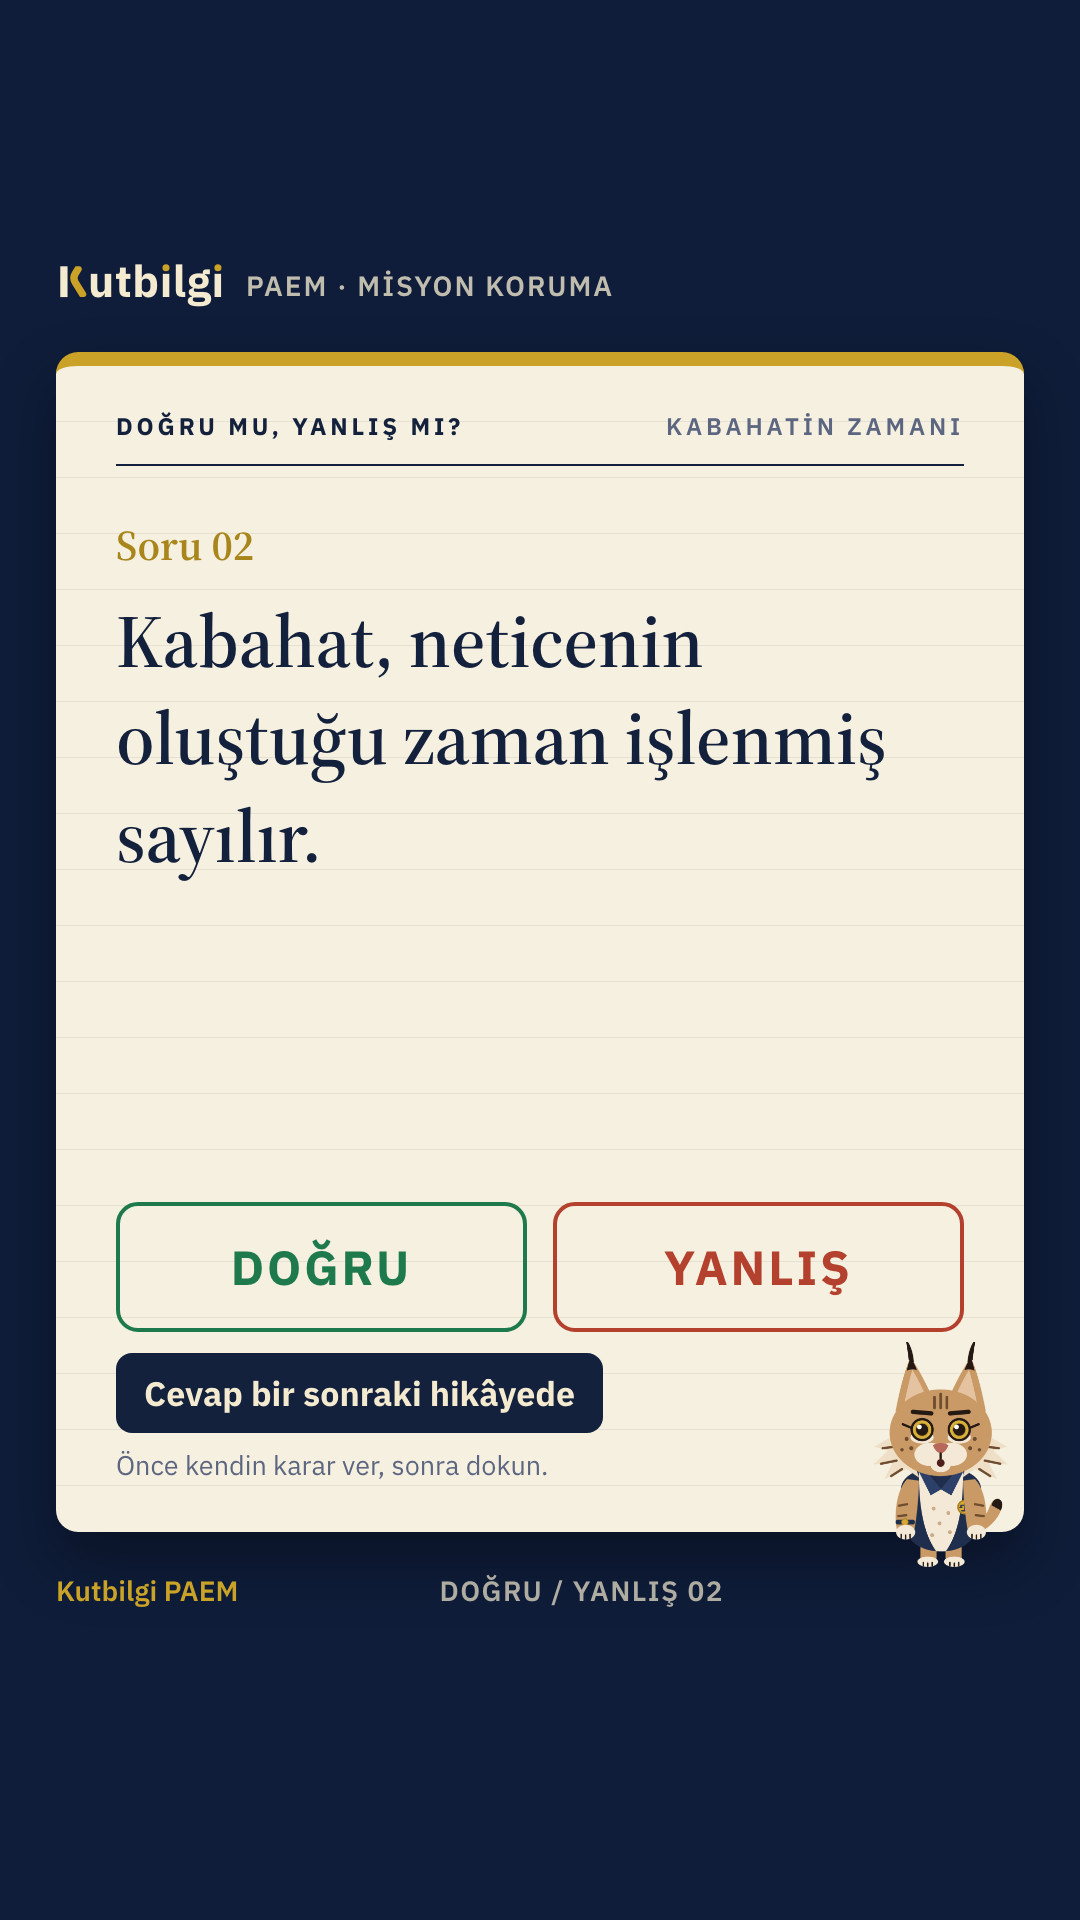 Kutbilgi PAEM · MİSYON KORUMA
DOĞRU MU, YANLIŞ MI? KABAHATİN ZAMANI
Soru 02
Kabahat, neticenin
oluştuğu zaman işlenmiş
sayılır.
DOĞRU YANLIŞ
Cevap bir sonraki hikâyede
Önce kendin karar ver, sonra dokun.
Kutbilgi PAEM DOĞRU / YANLIŞ 02